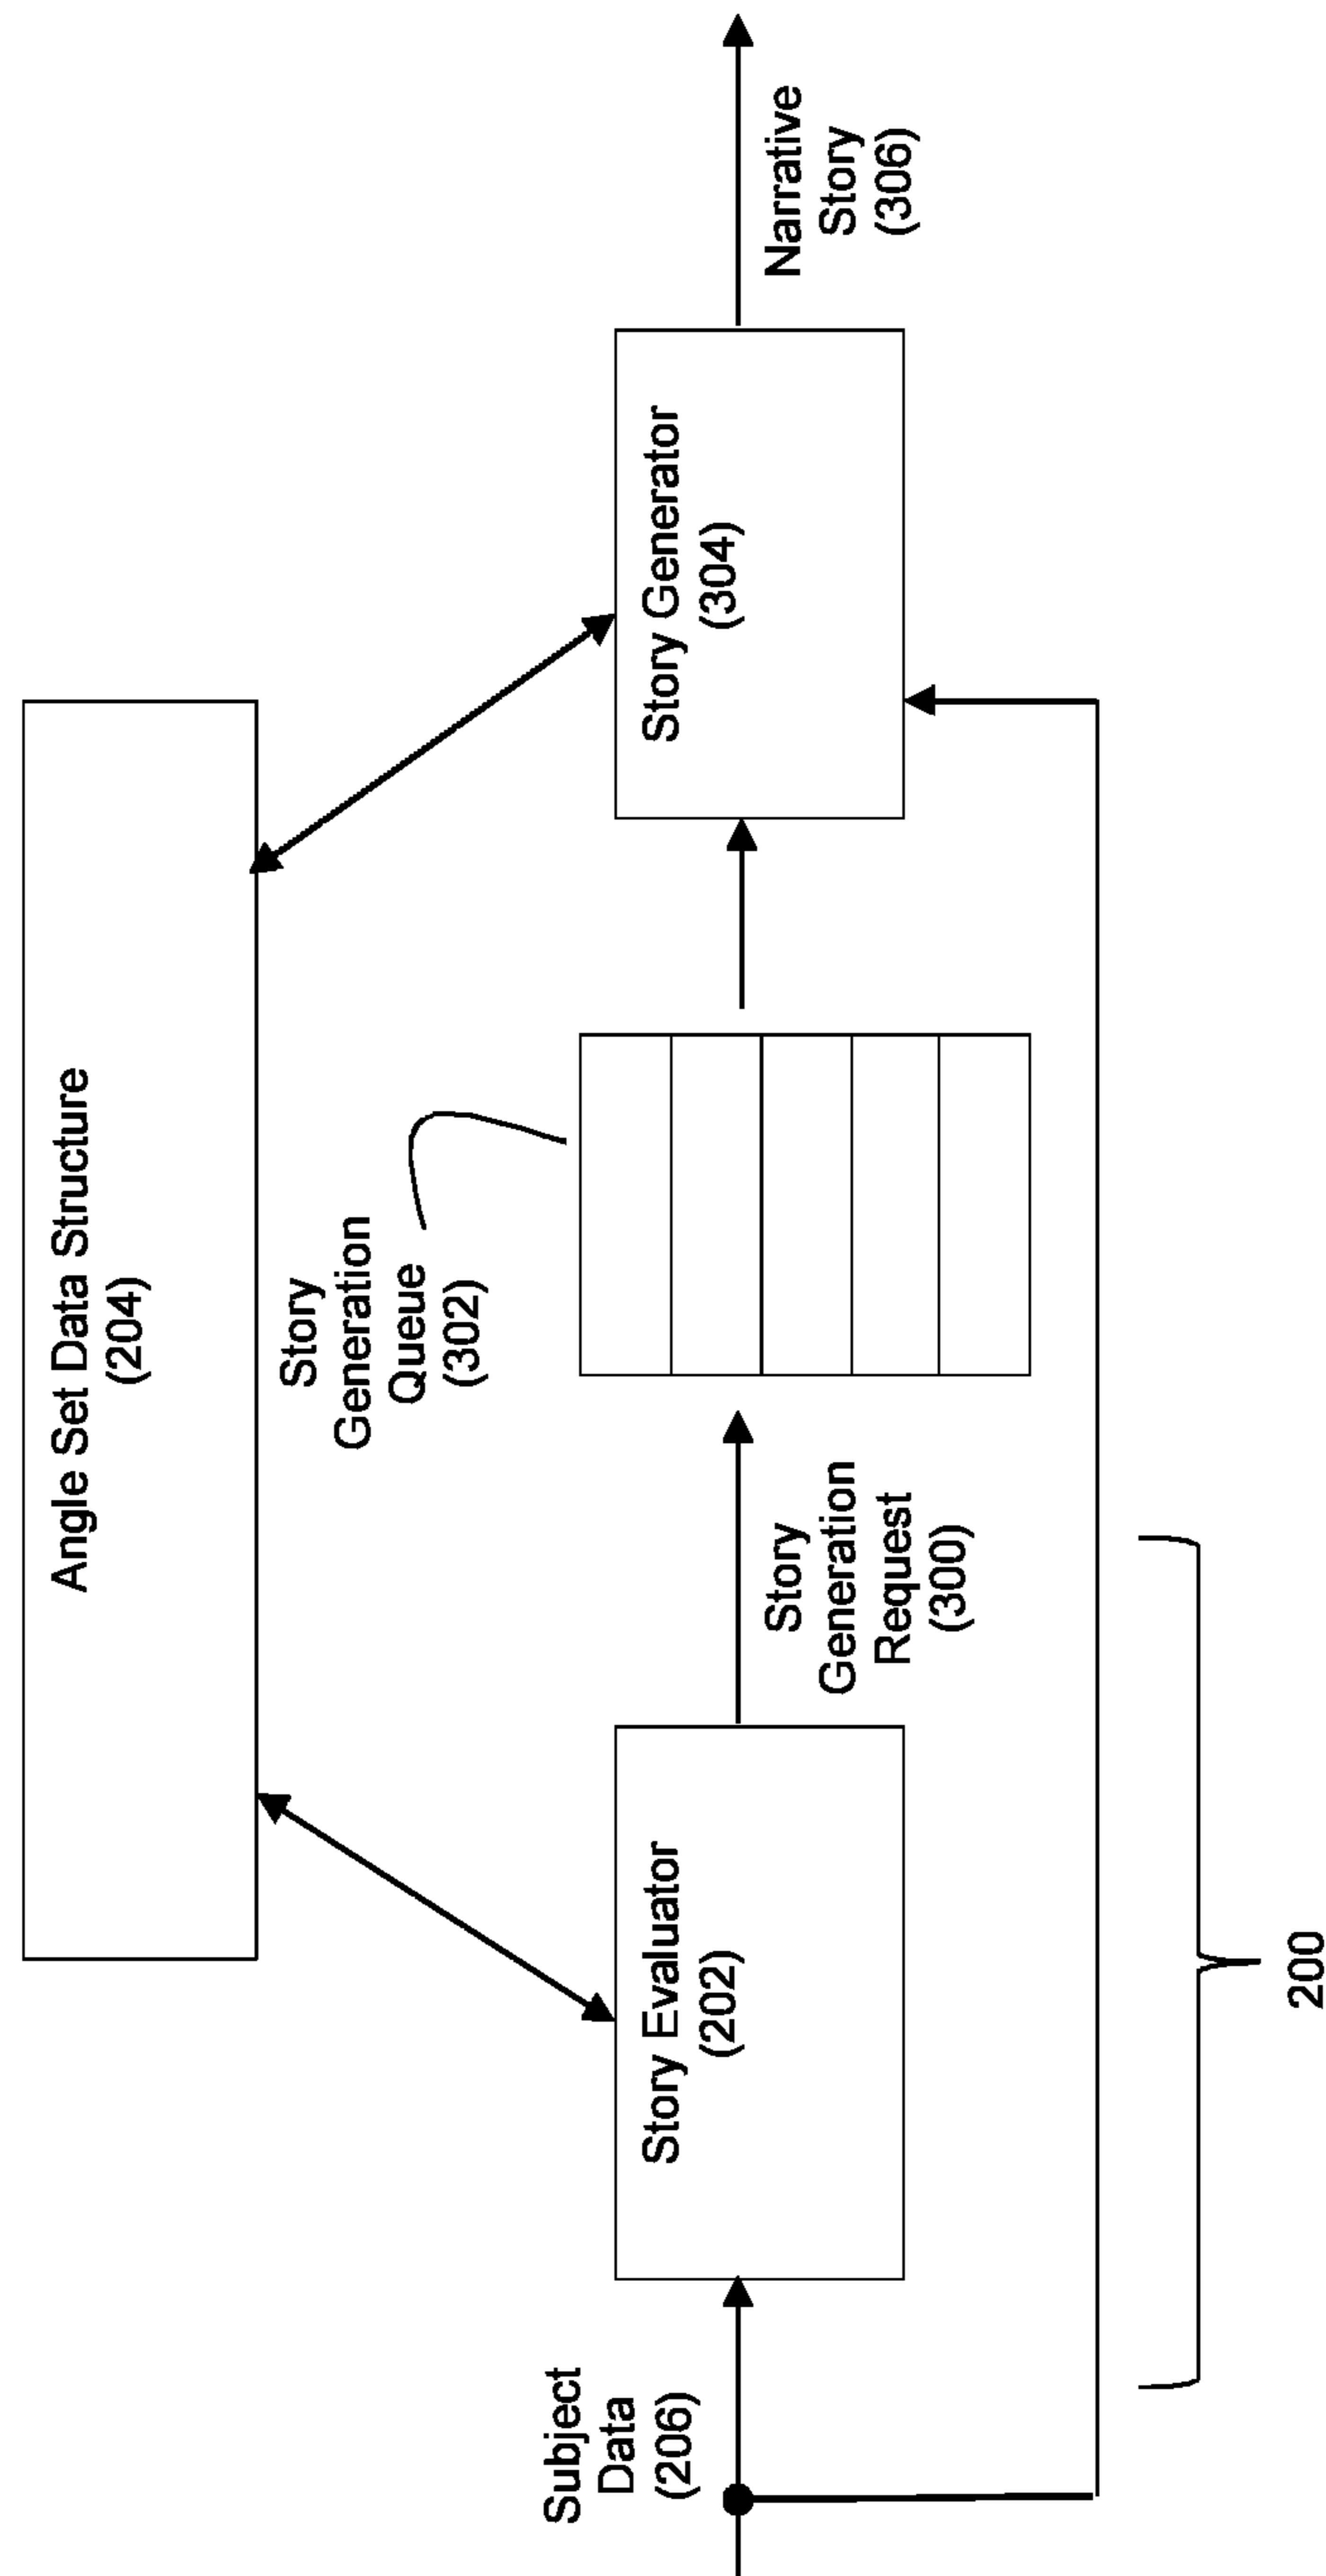 Angle Set Data Structure
(204)
Story
Generation
Queue
(302)
Subject
Data
(206)
Story Evaluator
(202)
Story
Generation
Request
(300)
Story Generator
(304)
Narrative
Story
(306)
200